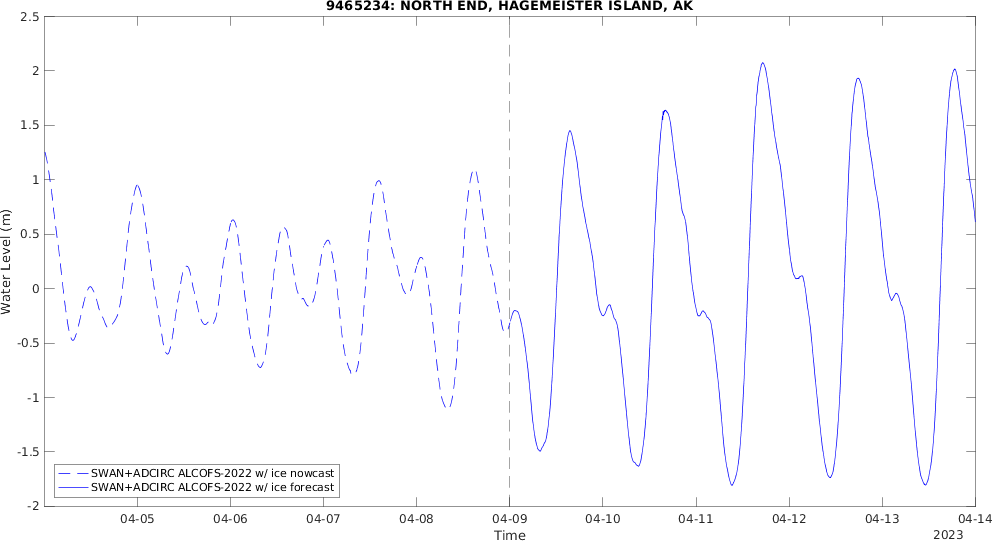 9465234: NORTH END, HAGEMEISTER ISLAND, AK
2.5
2
1.5
1
0.5
0
-0.5
-1
-1.5
-2
Water Level (m)
SWAN+ADCIRC ALCOFS-2022 w/ ice nowcast
SWAN+ADCIRC ALCOFS-2022 w/ ice forecast
04-05 04-06 04-07 04-08 04-09 04-10 04-11 04-12 04-13 04-14
Time
2023